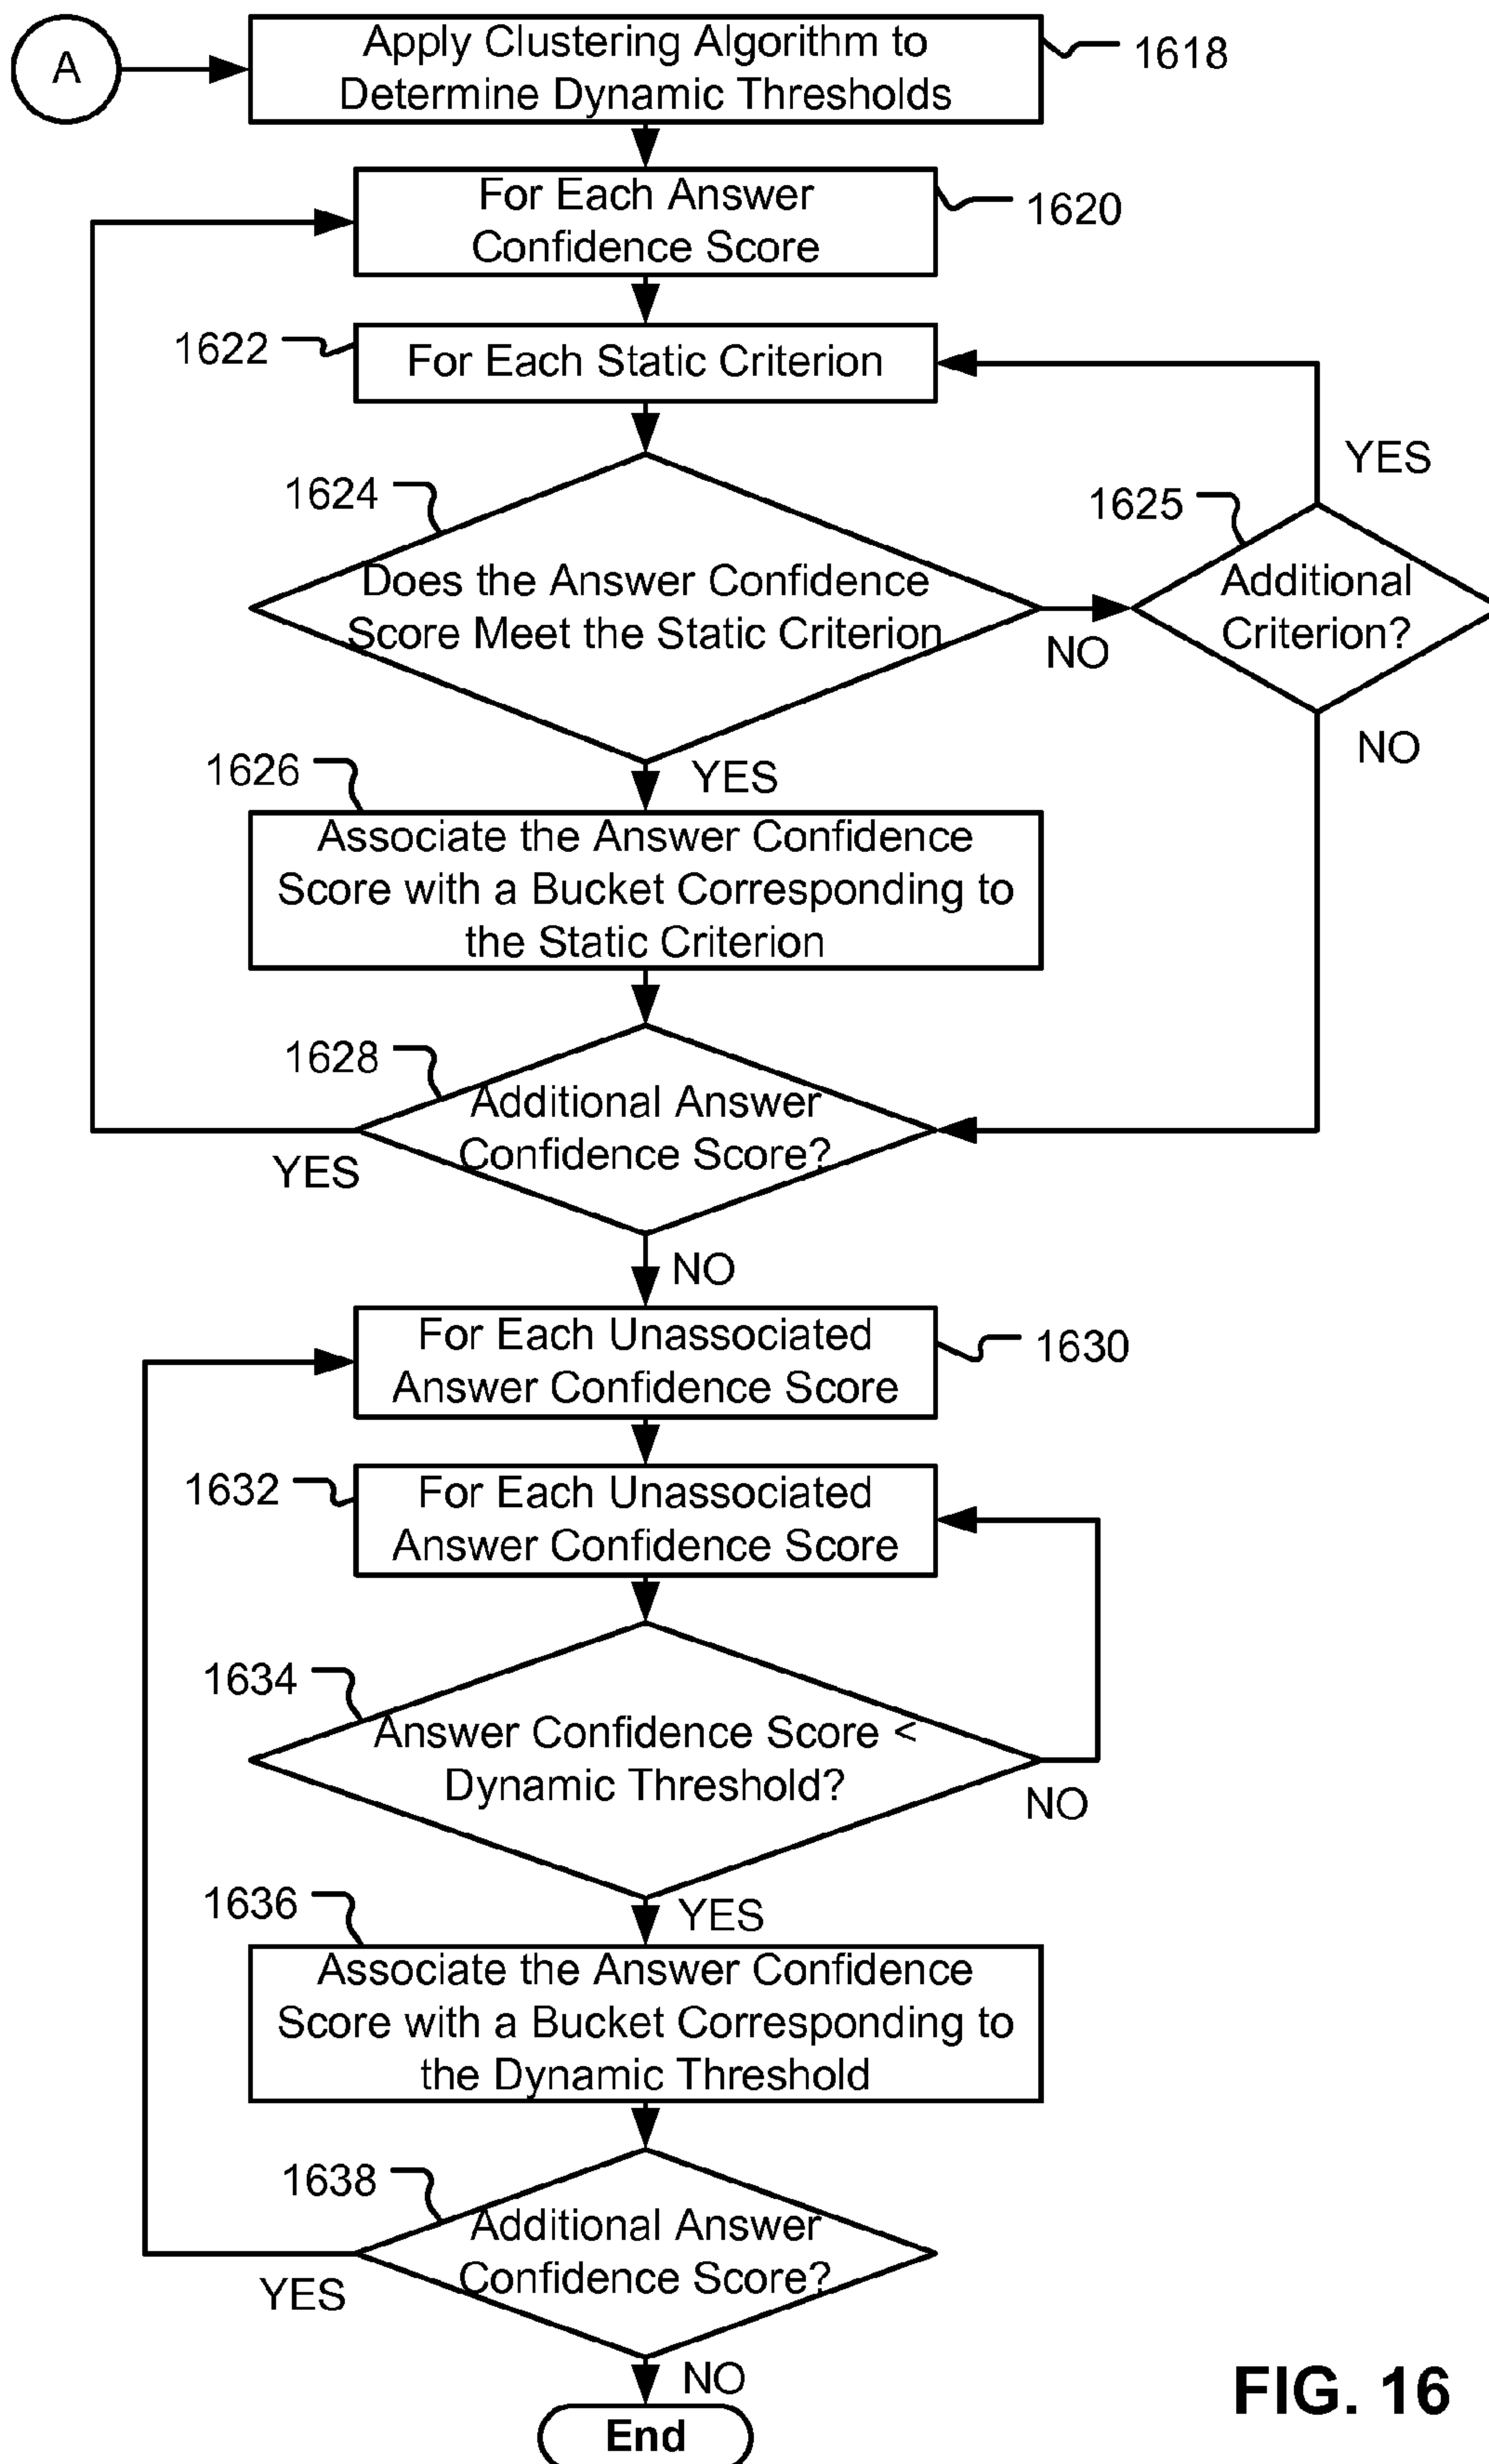 A
Apply Clustering Algorithm to
Determine Dynamic Thresholds
1618
For Each Answer
Confidence Score
1620
1622
For Each Static Criterion
YES
1624
1625
Does the Answer Confidence
Score Meet the Static Criterion
NO
Additional
Criterion?
NO
1626
YES
Associate the Answer Confidence
Score with a Bucket Corresponding to
the Static Criterion
1628
Additional Answer
Confidence Score?
YES
NO
For Each Unassociated
Answer Confidence Score
1630
1632
For Each Unassociated
Answer Confidence Score
1634
Answer Confidence Score <
Dynamic Threshold?
NO
1636
YES
Associate the Answer Confidence
Score with a Bucket Corresponding to
the Dynamic Threshold
1638
Additional Answer
Confidence Score?
YES
NO
End
FIG. 16